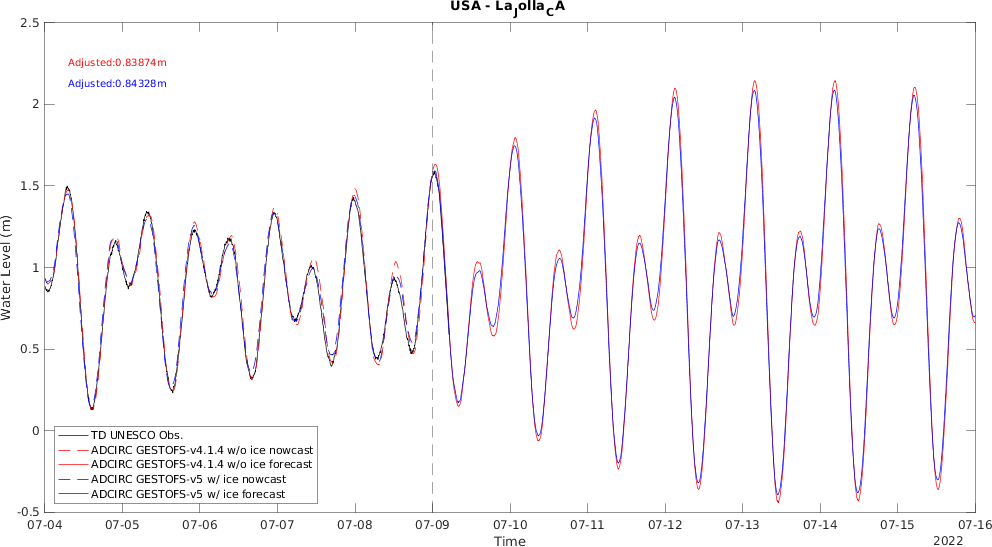 USA - LaJollaCA
Adjusted:0.83874m
Adjusted:0.84328m
Water Level (m)
2.5
2
1.5
1
0.5
0
-0.5
TD UNESCO Obs.
ADCIRC GESTOFS-v4.1.4 w/o ice nowcast
ADCIRC GESTOFS-v4.1.4 w/o ice forecast
ADCIRC GESTOFS-v5 w/ ice nowcast
ADCIRC GESTOFS-v5 w/ ice forecast
07-04 07-05 07-06 07-07 07-08 07-09 07-10 07-11 07-12 07-13 07-14 07-15 07-16
Time
2022